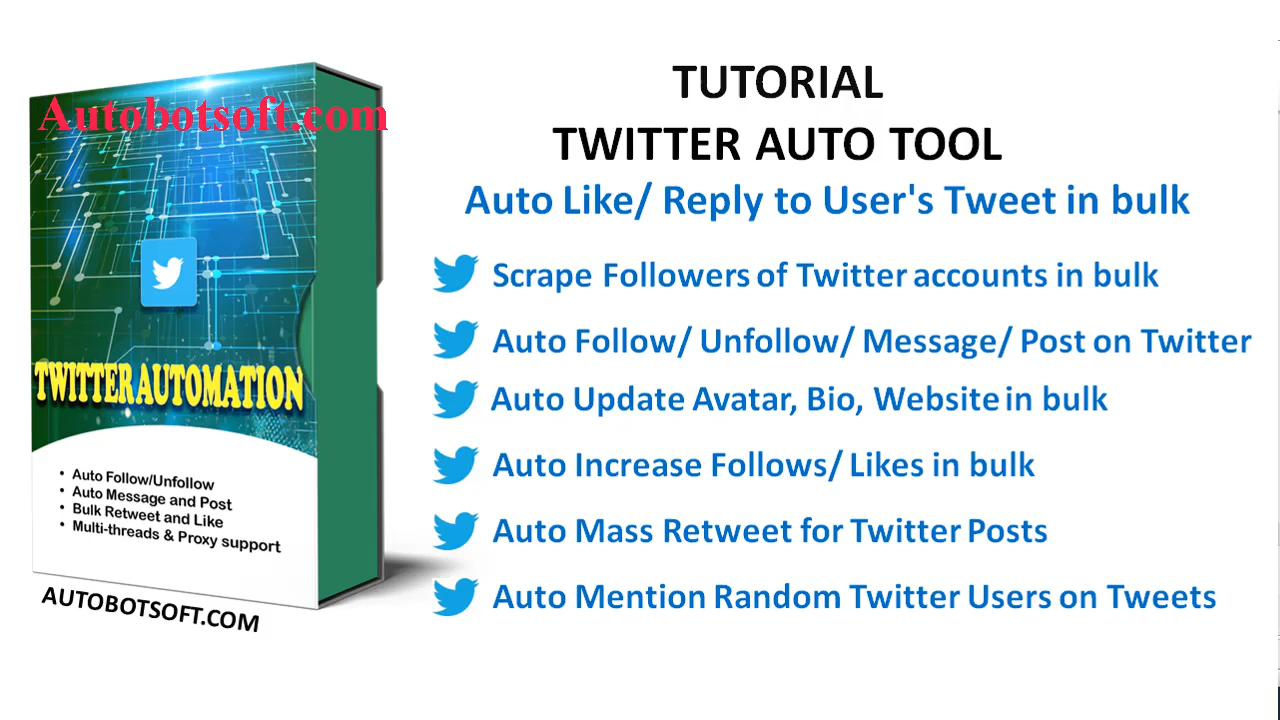 Autobotsoft.com
TWITTER AUTOMATION
• Auto Follow/Unfollow
• Auto Message and Post
• Bulk Retweet and Like
• Multi-threads & Proxy support
AUTOBOTSOFT.COM
TUTORIAL
TWITTER AUTO TOOL
Auto Like/ Reply to User's Tweet in bulk
Scrape Followers of Twitter accounts in bulk
Auto Follow/ Unfollow/ Message/ Post on Twitter
Auto Update Avatar, Bio, Website in bulk
Auto Increase Follows/ Likes in bulk
Auto Mass Retweet for Twitter Posts
Auto Mention Random Twitter Users on Tweets